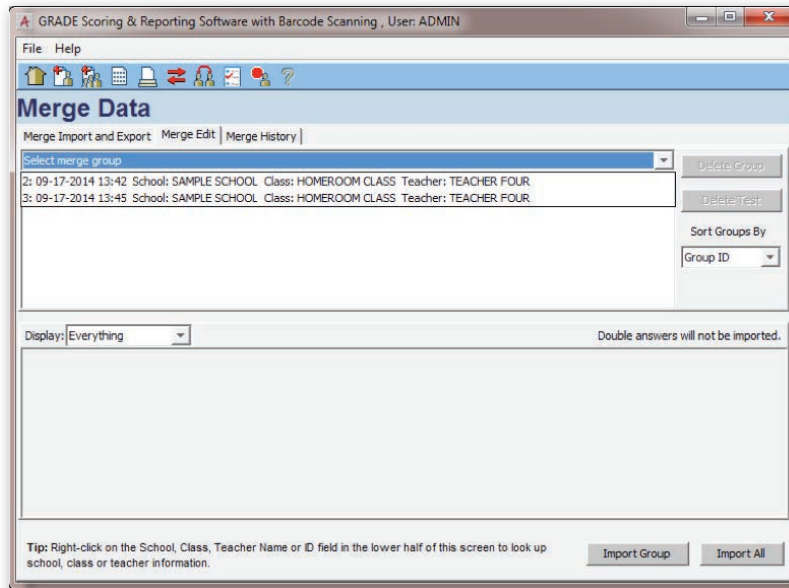 GRADE Scoring & Reporting Software with Barcode Scanning , User: ADMIN
File Help
Merge Data
Merge Import and Export Merge Edit Merge History
Select merge group
Delete Group
2: 09-17-2014 13:42 School: SAMPLE SCHOOL Class: HOMEROOM CLASS Teacher: TEACHER FOUR
3: 09-17-2014 13:45 School: SAMPLE SCHOOL Class: HOMEROOM CLASS Teacher: TEACHER FOUR
Delete Test
Sort Groups By
Group ID
Display: Everything
Double answers will not be imported.
Tip: Right-click on the School, Class, Teacher Name or ID field in the lower half of this screen to look up
school, class or teacher information.
Import Group Import All